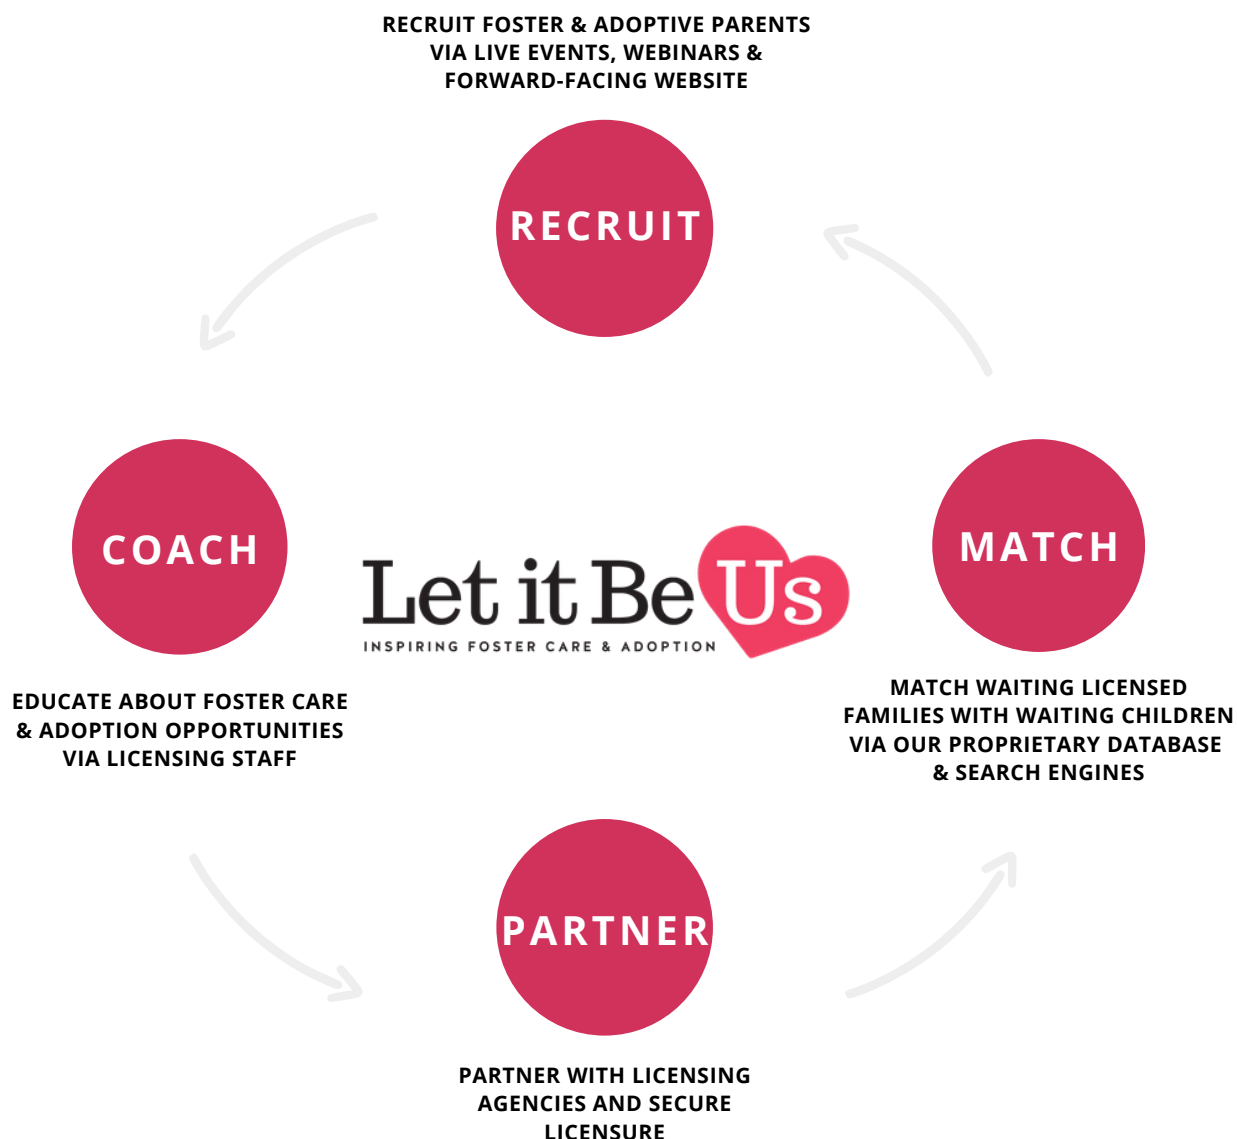 RECRUIT FOSTER & ADOPTIVE PARENTS
VIA LIVE EVENTS, WEBINARS &
FORWARD-FACING WEBSITE
RECRUIT
COACH
EDUCATE ABOUT FOSTER CARE
& ADOPTION OPPORTUNITIES
VIA LICENSING STAFF
Let it Be Us
INSPIRING FOSTER CARE & ADOPTION
MATCH
MATCH WAITING LICENSED
FAMILIES WITH WAITING CHILDREN
VIA OUR PROPRIETARY DATABASE
& SEARCH ENGINES
PARTNER
PARTNER WITH LICENSING
AGENCIES AND SECURE
LICENSURE